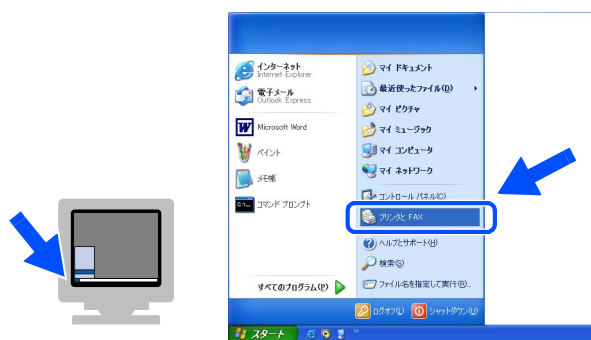 インターネット
Internet Explorer
電子メール
Outlook Express
Microsoft Word
ペイント
メモ帳
コマンド プロンプト
すべてのプログラム(P)
マイ ドキュメント
最近使ったファイル(D)
マイ ピクチャ
マイ ミュージック
マイ コンピュータ
マイ ネットワーク
コントロール パネル(C)
プリンタと FAX
ヘルプとサポート(H)
検索(S)
ファイル名を指定して実行(R)...
ログオフ(L)
シャットダウン(U)
スタート